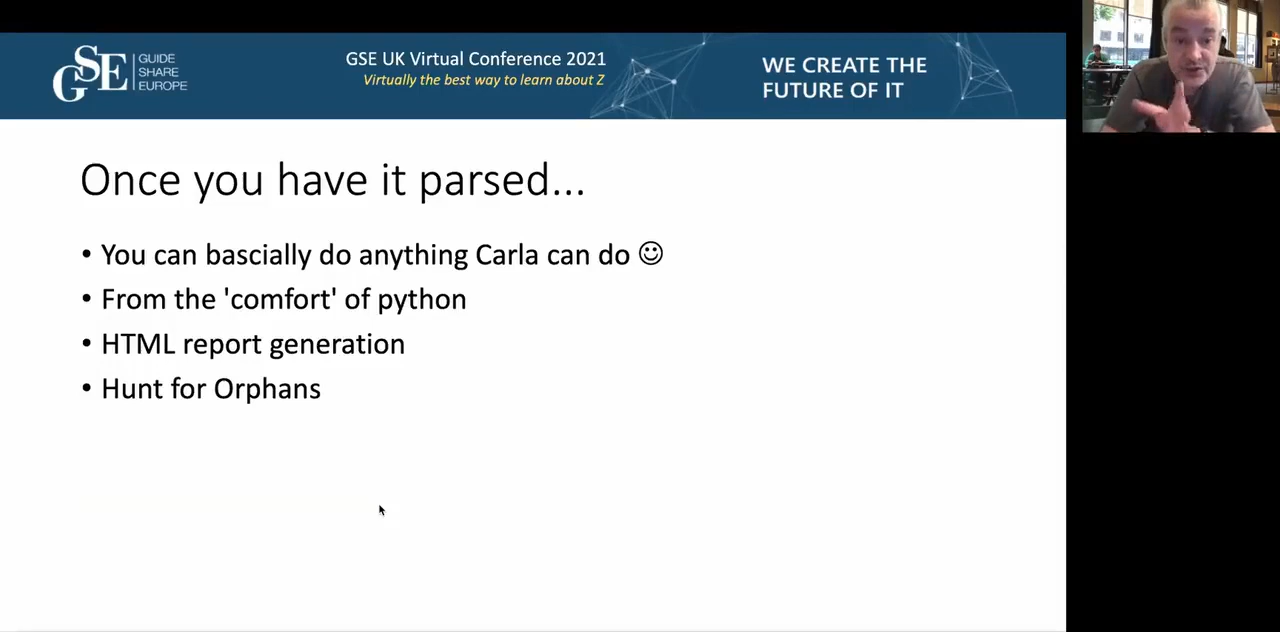 GSE
GUIDE
SHARE
EUROPE
GSE UK Virtual Conference 2021
Virtually the best way to learn about Z
WE CREATE THE
FUTURE OF IT
Once you have it parsed...
• You can bascially do anything Carla can do ☺
• From the 'comfort' of python
• HTML report generation
• Hunt for Orphans